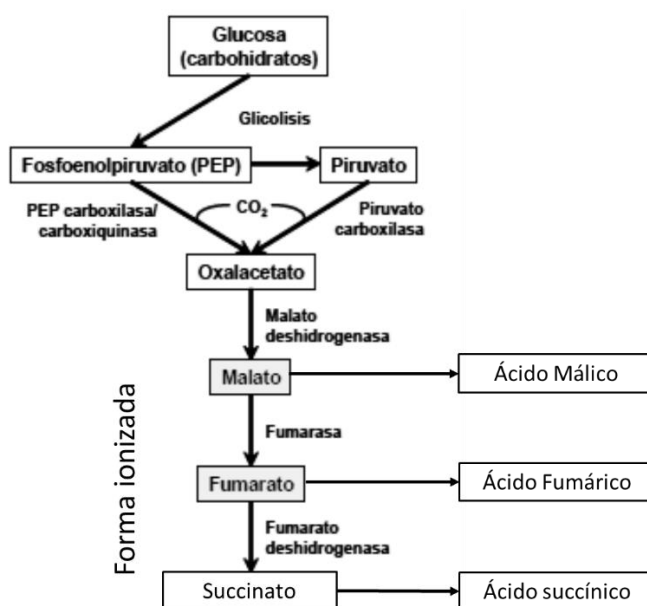 Glucosa
(carbohidratos)
Glicolisis
Fosfoenolpiruvato (PEP)
Piruvato
PEP carboxilasa/
carboxiquinasa
CO₂
Piruvato
carboxilasa
Oxalacetato
Malato
deshidrogenasa
Malato
Ácido Málico
Fumarasa
Forma ionizada
Fumarato
Ácido Fumárico
Fumarato
deshidrogenasa
Succinato
Ácido succínico